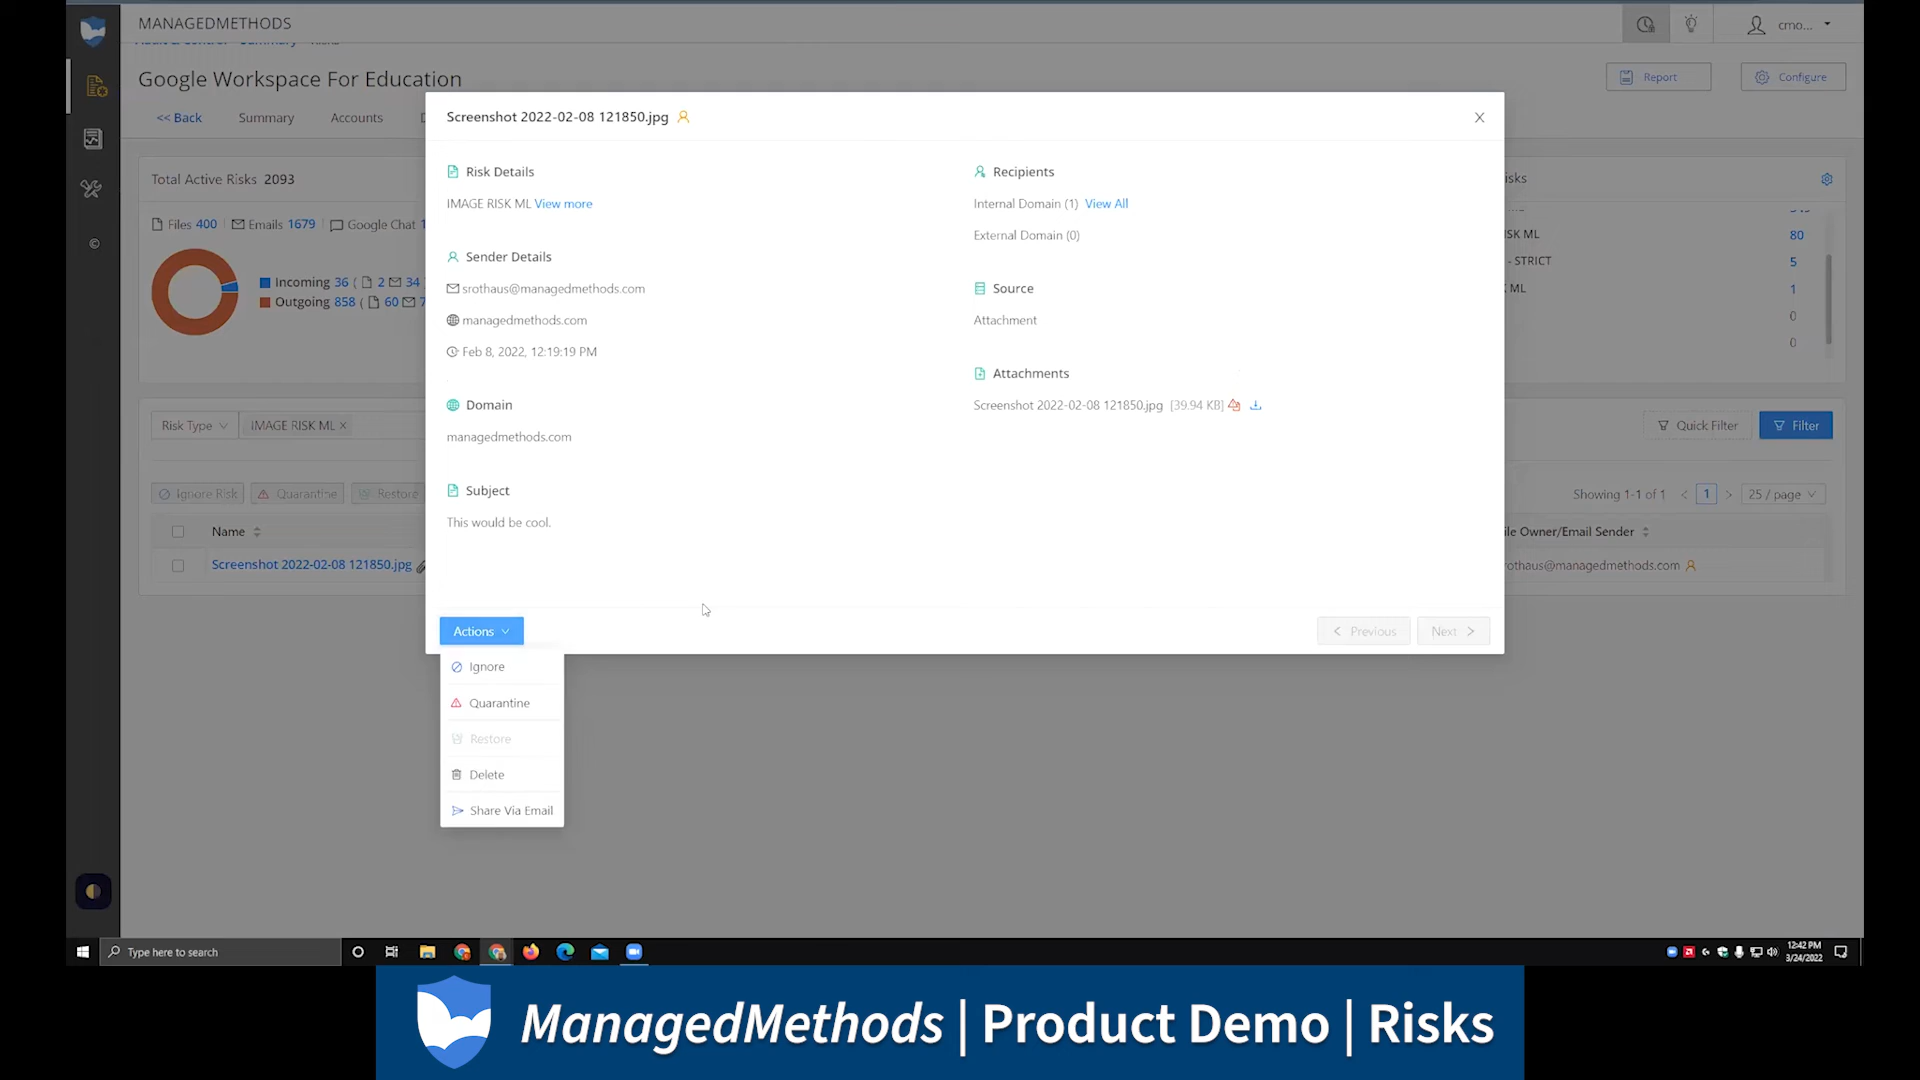 MANAGEDMETHODS
cmo...
Google Workspace For Education
Report
Configure
<< Back
Summary
Accounts
Total Active Risks 2093
Files 400
Emails 1679
Google Chat
Incoming 36 ( 2 34
Outgoing 858 ( 60
Screenshot 2022-02-08 121850.jpg
Risk Details
IMAGE RISK ML View more
Sender Details
srothaus@managedmethods.com
managedmethods.com
Feb 8, 2022, 12:19:19 PM
Domain
managedmethods.com
Subject
This would be cool.
Recipients
Internal Domain (1) View All
External Domain (0)
Source
Attachment
Attachments
Screenshot 2022-02-08 121850.jpg [39.94 KB]
Actions
Previous
Next
Ignore
Quarantine
Restore
Delete
Share Via Email
isks
SK ML 80
- STRICT 5
ML 1
0
0
Risk Type
IMAGE RISK ML ×
Quick Filter
Filter
Ignore Risk
Quarantine
Restore
Showing 1-1 of 1 < 1 > 25 / page
Name
ile Owner/Email Sender
Screenshot 2022-02-08 121850.jpg
rothaus@managedmethods.com
Type here to search
12:42 PM
3/24/2022
ManagedMethods | Product Demo | Risks